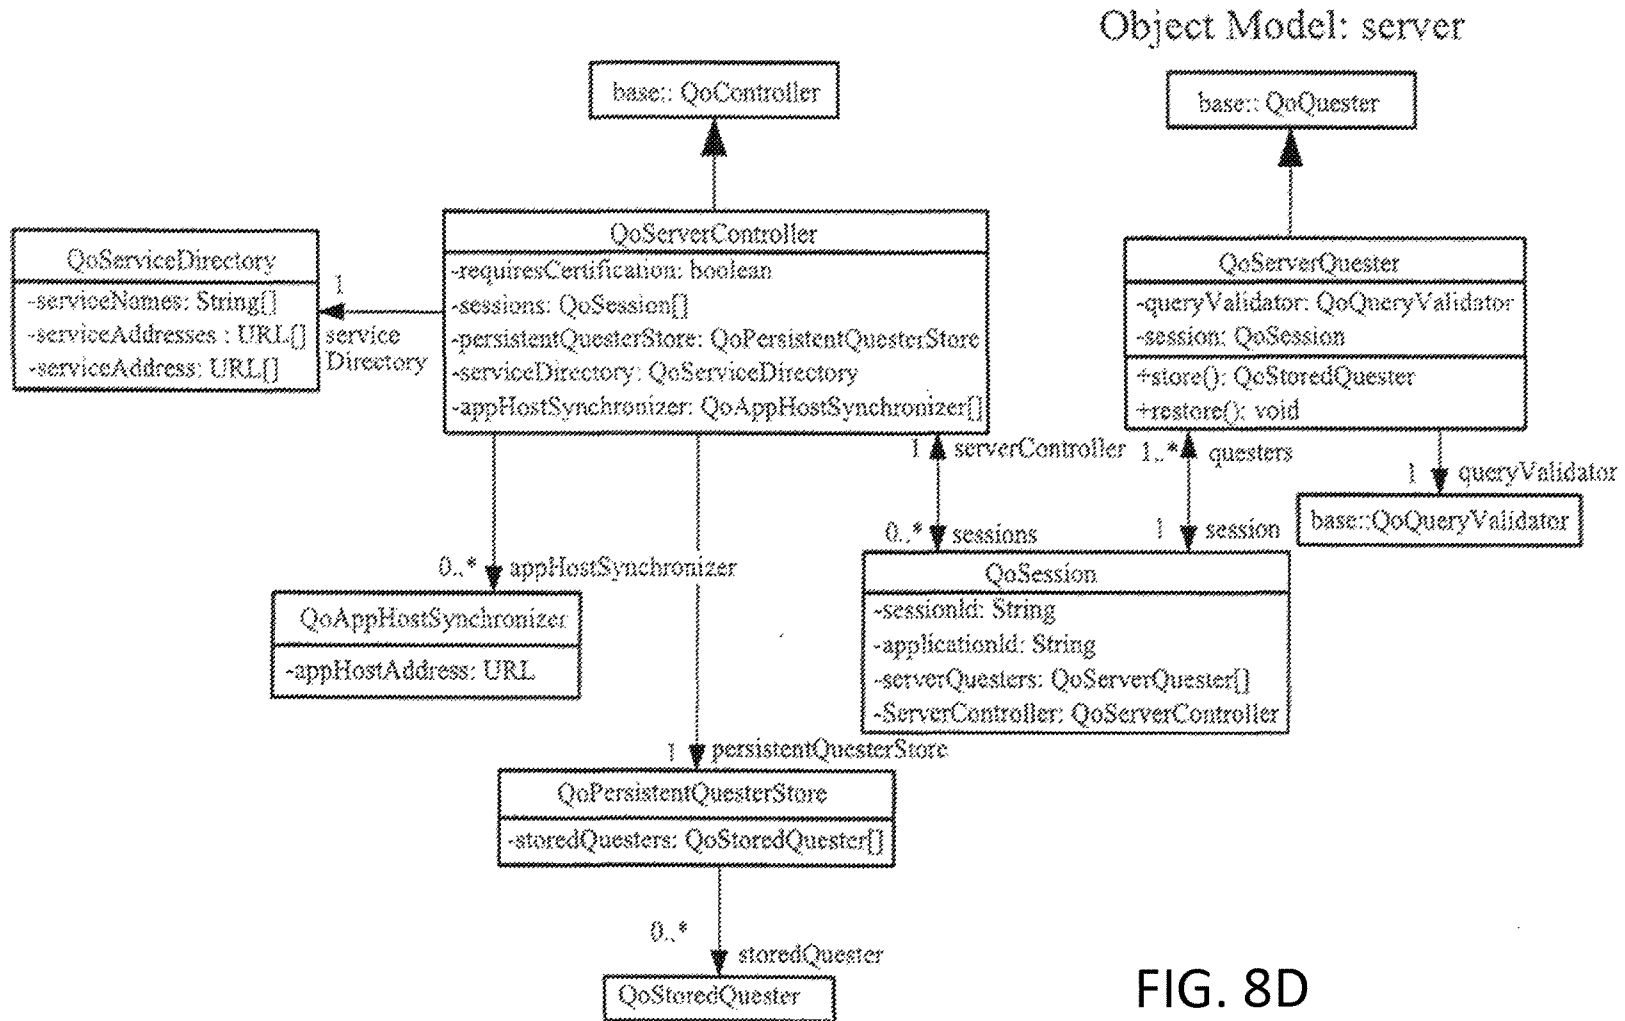 Object Model: server
base:: QoController
base:: QoQuester
QoServiceDirectory
-serviceNames: String[]
-serviceAddresses : URL[]
-serviceAddress: URL[]
1
service
Directory
QoServerController
-requiresCertification: boolean
-sessions: QoSession[]
-persistentQuesterStore: QoPersistentQuesterStore
-serviceDirectory: QoServiceDirectory
-appHostSynchronizer: QoAppHostSynchronizer[]
QoServerQuester
-queryValidator: QoQueryValidator
-session: QoSession
+store(): QoStoredQuester
+restore(): void
1 serverController
1..* questers
1 queryValidator
base::QoQueryValidator
0..* sessions
1 session
0..* appHostSynchronizer
QoAppHostSynchronizer
-appHostAddress: URL
QoSession
-sessionId: String
-applicationId: String
-serverQuesters: QoServerQuester[]
-ServerController: QoServerController
1 persistentQuesterStore
QoPersistentQuesterStore
-storedQuesters: QoStoredQuester[]
0..*
storedQuester
QoStoredQuester
FIG. 8D